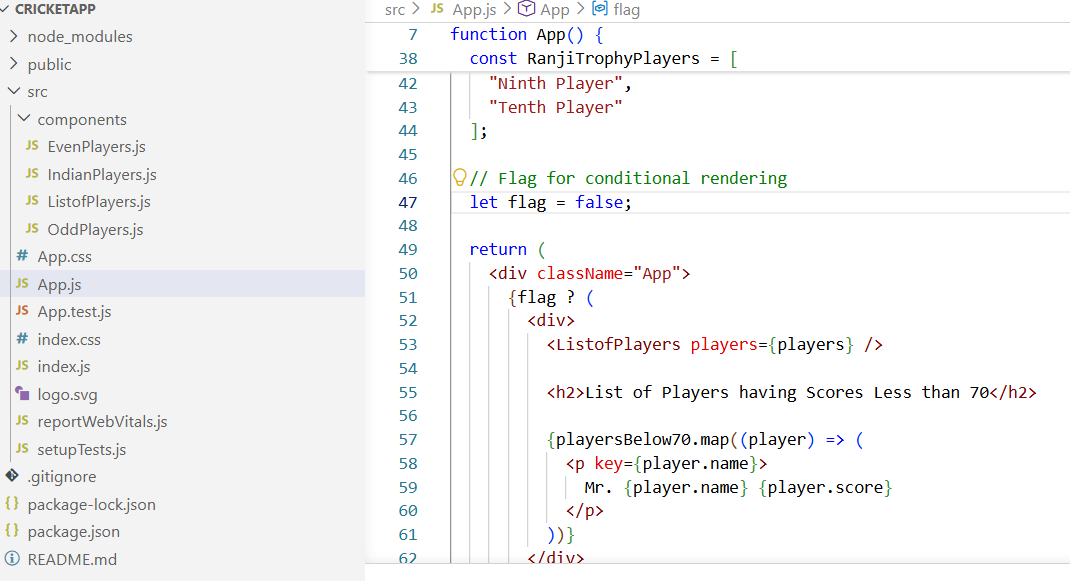 CRICKETAPP
node_modules
public
src
components
JS EvenPlayers.js
JS IndianPlayers.js
JS ListofPlayers.js
JS OddPlayers.js
# App.css
JS App.js
JS App.test.js
# index.css
JS index.js
logo.svg
JS reportWebVitals.js
JS setupTests.js
.gitignore
{} package-lock.json
{} package.json
README.md
src > JS App.js > App > flag
7 function App() {
38 const RanjiTrophyPlayers = [
42 "Ninth Player",
43 "Tenth Player"
44 ];
45
46 // Flag for conditional rendering
47 let flag = false;
48
49 return (
50 <div className="App">
51 {flag ? (
52 <div>
53 <ListofPlayers players={players} />
54
55 <h2>List of Players having Scores Less than 70</h2>
56
57 {playersBelow70.map((player) => (
58 <p key={player.name}>
59 Mr. {player.name} {player.score}
60 </p>
61 ))}
62 </div>